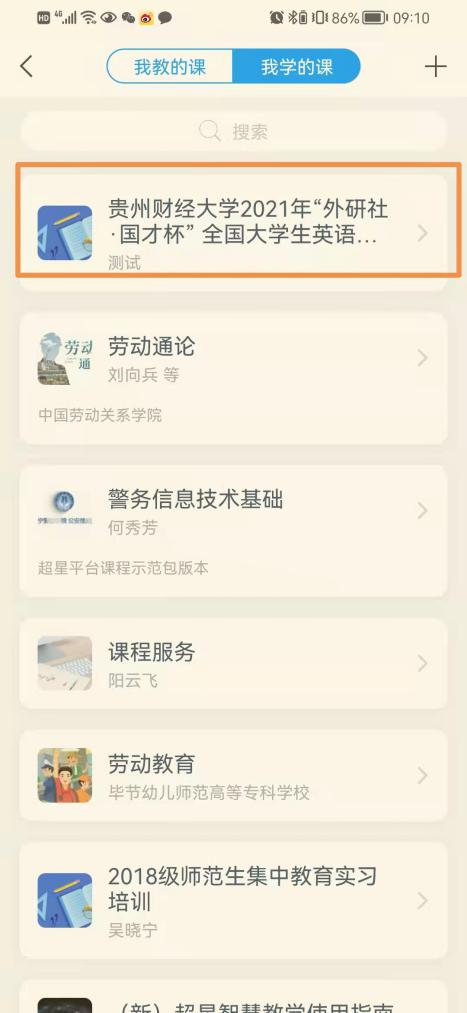 HD 4G 86% 09:10
我教的课 我学的课
搜索
贵州财经大学2021年“外研社
·国才杯” 全国大学生英语...
测试
劳动
通
劳动通论
刘向兵 等
中国劳动关系学院
警务信息技术基础
何秀芳
超星平台课程示范包版本
课程服务
阳云飞
劳动教育
毕节幼儿师范高等专科学校
2018级师范生集中教育实习
培训
吴晓宁
（新）超星智慧教学使用指南